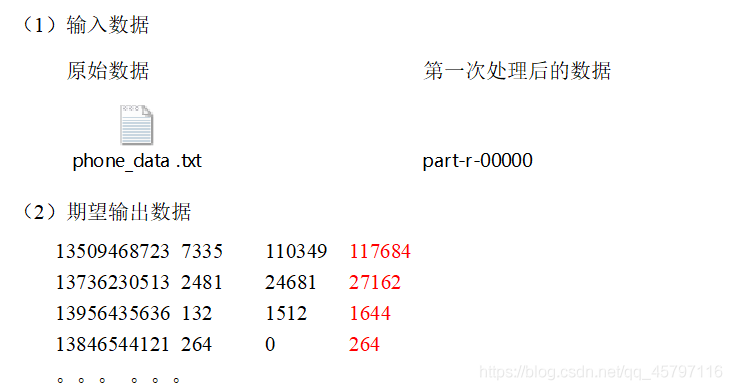 （1）输入数据
原始数据 第一次处理后的数据
phone_data .txt part-r-00000
（2）期望输出数据
13509468723 7335 110349 117684
13736230513 2481 24681 27162
13956435636 132 1512 1644
13846544121 264 0 264
。。。 。。。
https://blog.csdn.net/qq_45797116